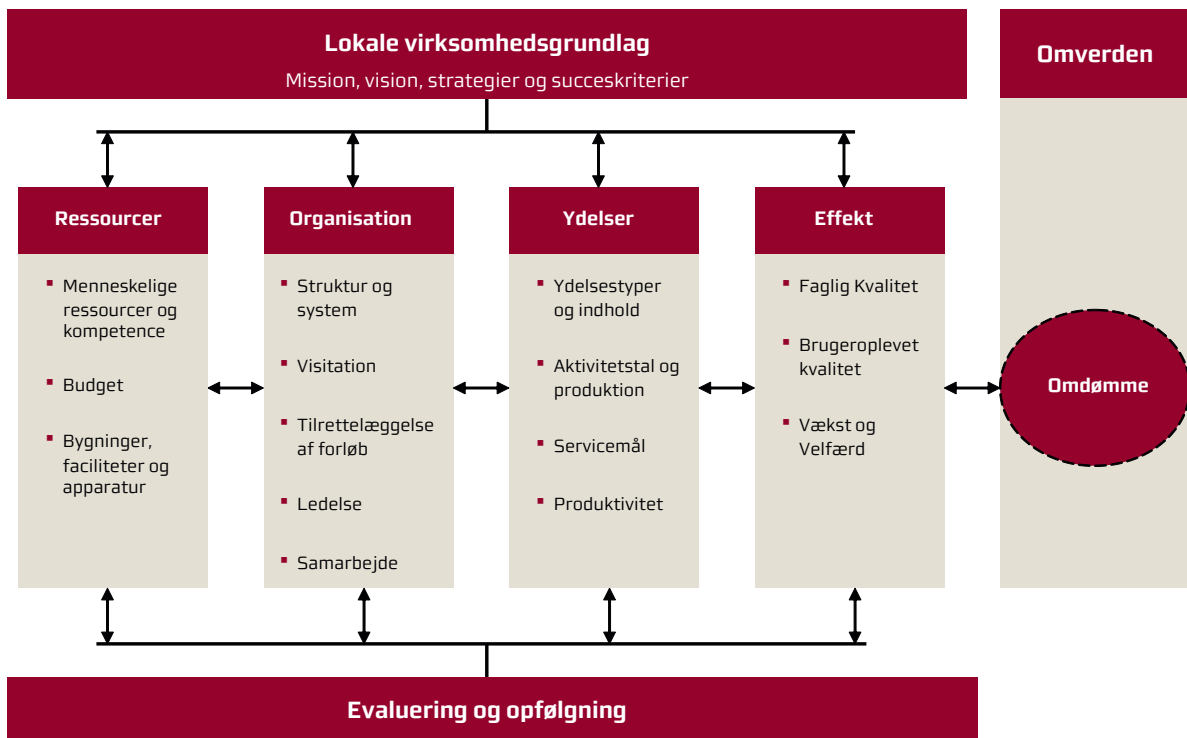 Lokale virksomhedsgrundlag
Mission, vision, strategier og succeskriterier
Omverden
Ressourcer
Menneskelige
ressourcer og
kompetence
Budget
Bygninger,
faciliteter og
apparatur
Organisation
Struktur og
system
Visitation
Tilrettelæggelse
af forløb
Ledelse
Samarbejde
Ydelser
Ydelsestyper
og indhold
Aktivitetstal og
produktion
Servicemål
Produktivitet
Effekt
Faglig Kvalitet
Brugeroplevet
kvalitet
Vækst og
Velfærd
Omdømme
Evaluering og opfølgning